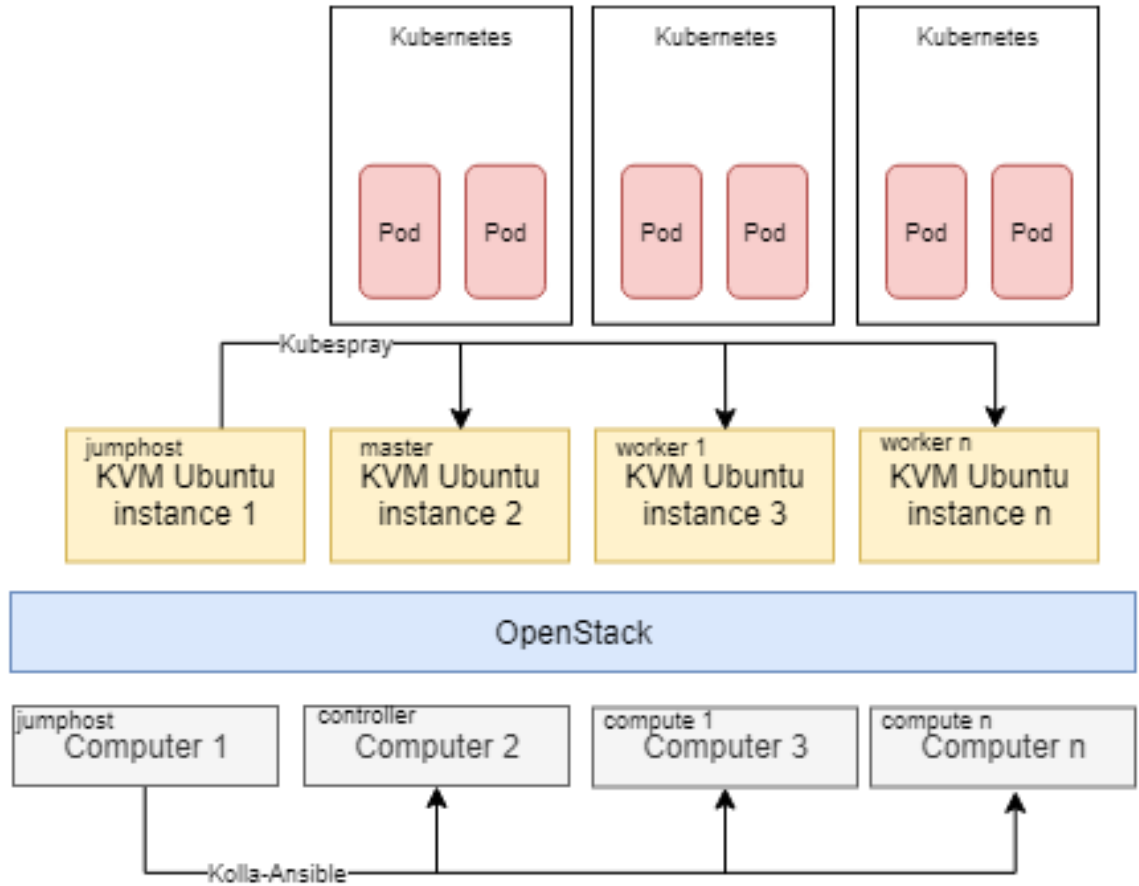 Kubernetes
Kubernetes
Kubernetes
Pod
Pod
Pod
Pod
Pod
Pod
Kubespray
jumphost
KVM Ubuntu
instance 1
master
KVM Ubuntu
instance 2
worker 1
KVM Ubuntu
instance 3
worker n
KVM Ubuntu
instance n
OpenStack
jumphost
Computer 1
controller
Computer 2
compute 1
Computer 3
compute n
Computer n
Kolla-Ansible